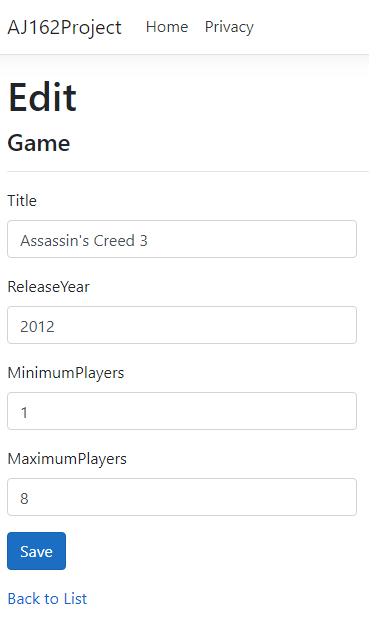 AJ162Project Home Privacy
Edit
Game
Title
Assassin's Creed 3
ReleaseYear
2012
MinimumPlayers
1
MaximumPlayers
8
Save
Back to List